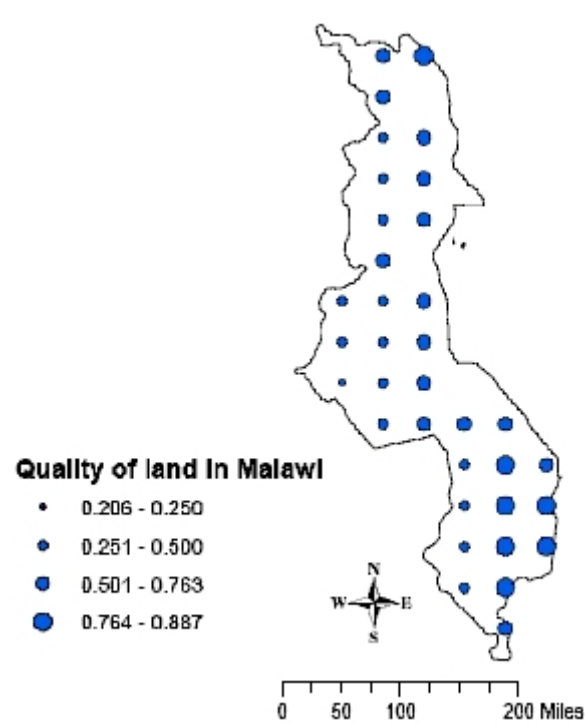 Quality of land in Malawi
0.206 - 0.250
0.251 - 0.500
0.501 - 0.763
0.764 - 0.887
N
W E
S
0 50 100 200 Miles